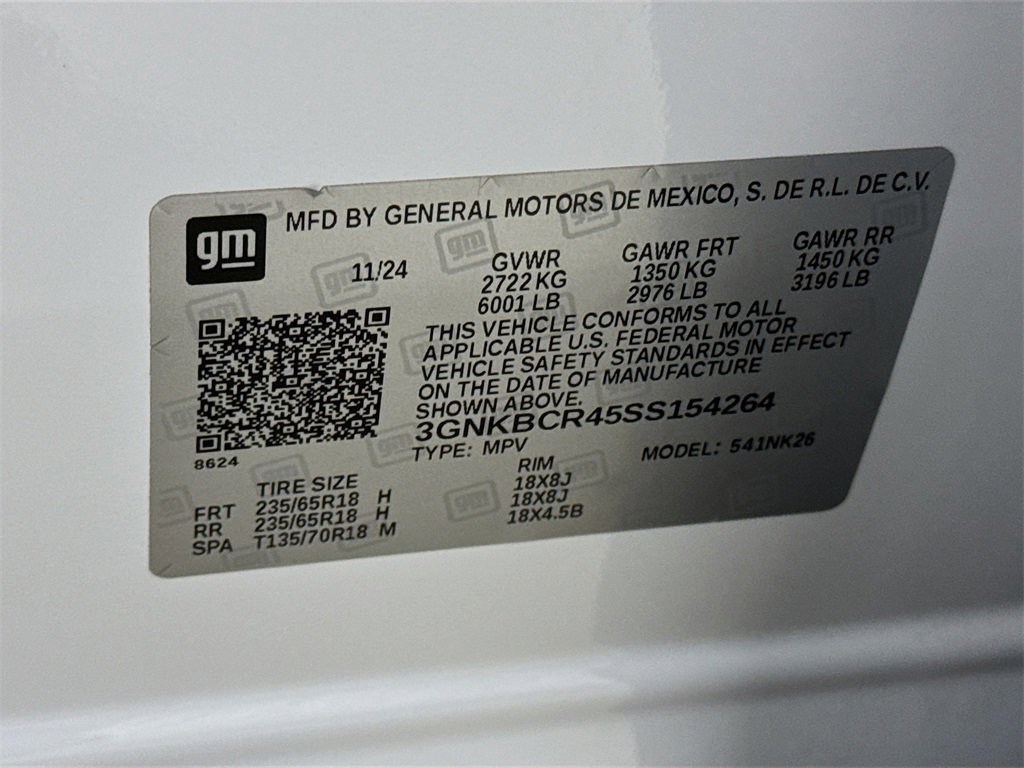 gm
MFD BY GENERAL MOTORS DE MEXICO, S. DE R.L. DE C.V.
11/24
GVWR
2722 KG
6001 LB
GAWR FRT
1350 KG
2976 LB
GAWR RR
1450 KG
3196 LB
THIS VEHICLE CONFORMS TO ALL
APPLICABLE U.S. FEDERAL MOTOR
VEHICLE SAFETY STANDARDS IN EFFECT
ON THE DATE OF MANUFACTURE
SHOWN ABOVE.
3GNKBCR45SS154264
TYPE: MPV
MODEL: 541NK26
8624
TIRE SIZE RIM
FRT 235/65R18 H 18X8J
RR 235/65R18 H 18X8J
SPA T135/70R18 M 18X4.5B